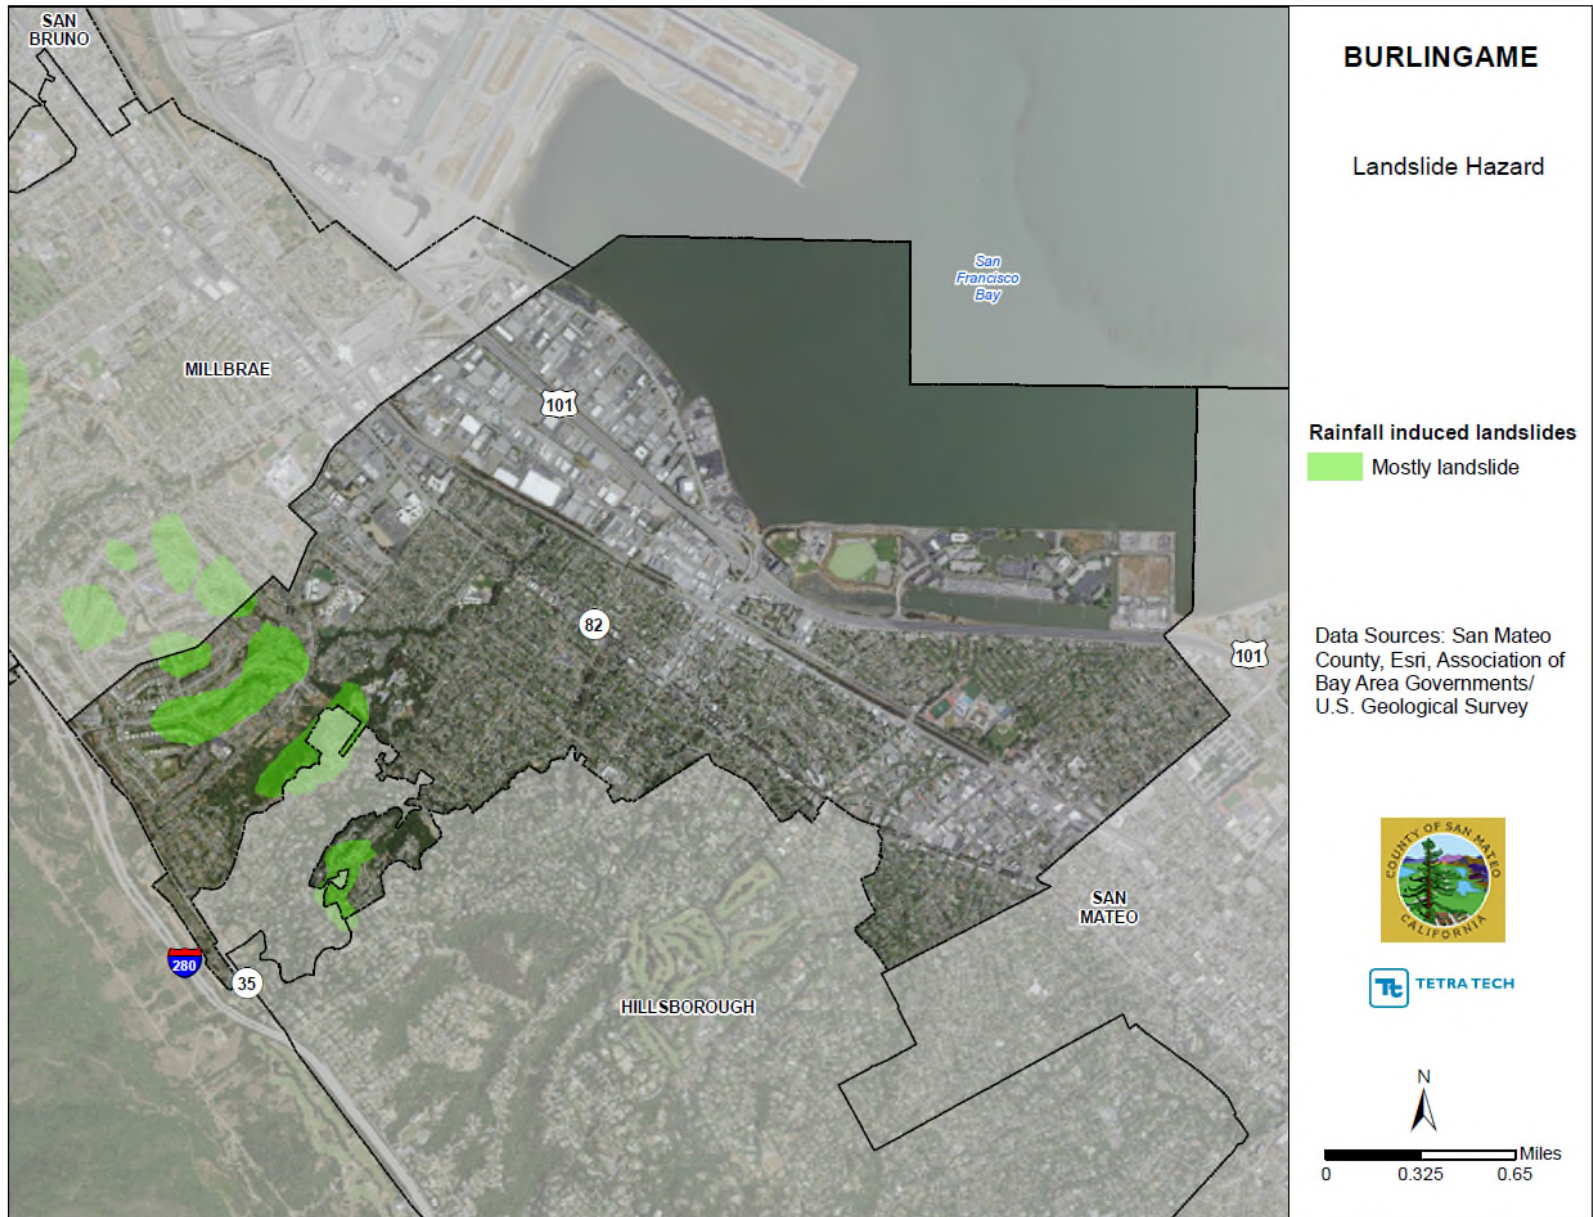 SAN
BRUNO
MILLBRAE
101
San
Francisco
Bay
82
101
SAN
MATEO
HILLSBOROUGH
280
35
BURLINGAME
Landslide Hazard
Rainfall induced landslides
Mostly landslide
Data Sources: San Mateo
County, Esri, Association of
Bay Area Governments/
U.S. Geological Survey
COUNTY OF SAN MATEO
CALIFORNIA
Tt TETRA TECH
N
Miles
0 0.325 0.65